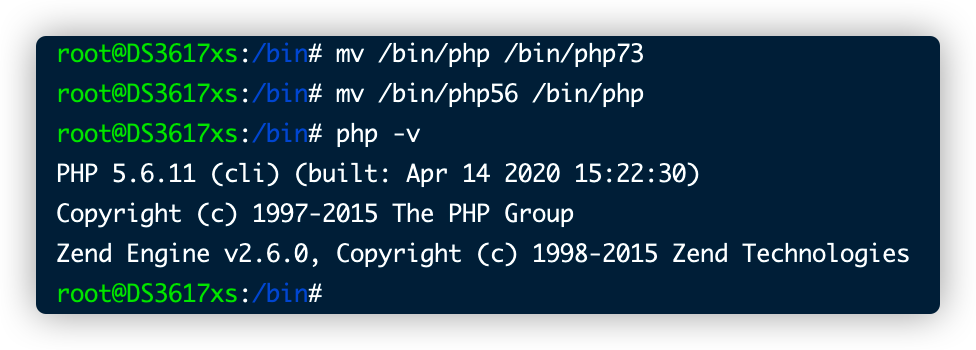 root@DS3617xs:/bin# mv /bin/php /bin/php73
root@DS3617xs:/bin# mv /bin/php56 /bin/php
root@DS3617xs:/bin# php -v
PHP 5.6.11 (cli) (built: Apr 14 2020 15:22:30)
Copyright (c) 1997-2015 The PHP Group
Zend Engine v2.6.0, Copyright (c) 1998-2015 Zend Technologies
root@DS3617xs:/bin#